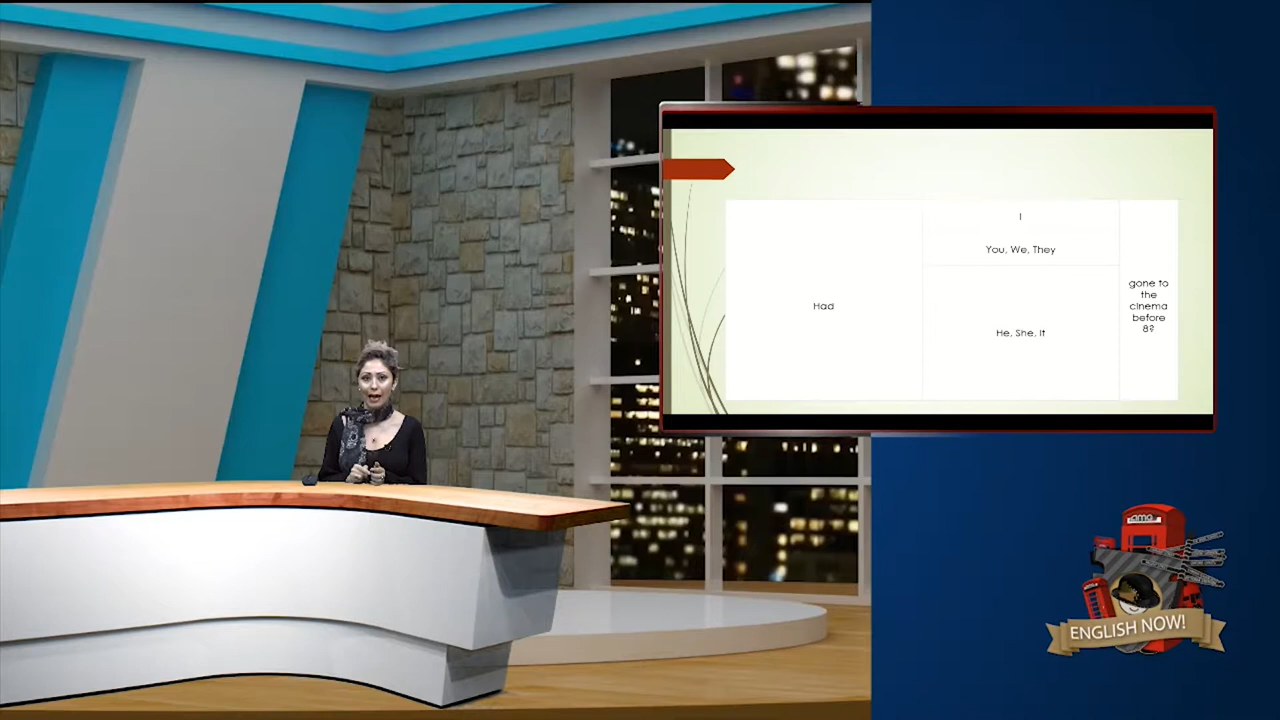 I
You, We, They
Had
He, She, It
gone to
the
cinema
before
8?
ENGLISH NOW!